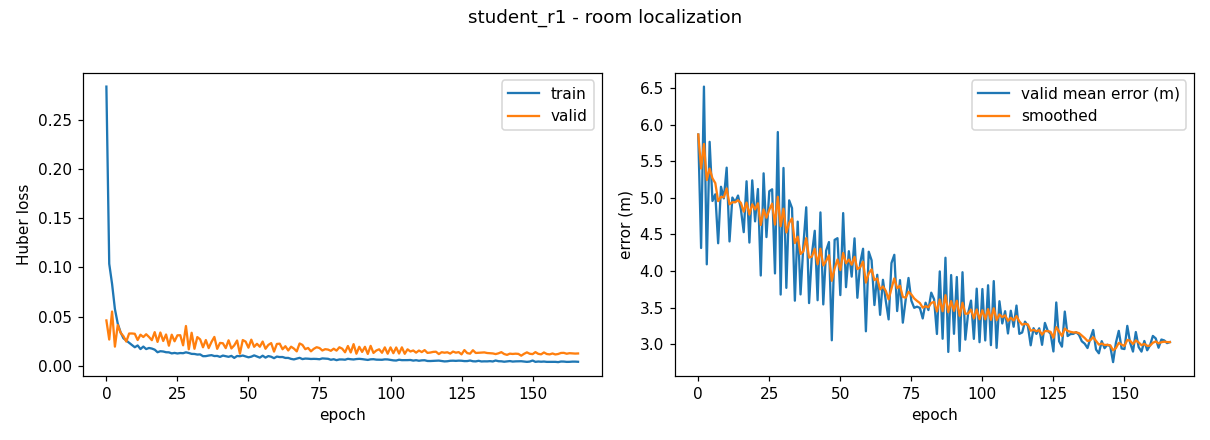 student_r1 - room localization
train
valid
0.25
0.20
0.15
0.10
0.05
0.00
Huber loss
0 25 50 75 100 125 150
epoch
valid mean error (m)
smoothed
6.5
6.0
5.5
5.0
4.5
4.0
3.5
3.0
error (m)
0 25 50 75 100 125 150
epoch